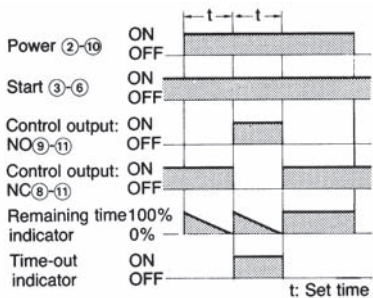 t t
Power ②-⑩ ON
OFF
Start ③-⑥ ON
OFF
Control output: ON
NO⑨-⑪ OFF
Control output: ON
NC⑧-⑪ OFF
Remaining time 100%
indicator 0%
Time-out ON
indicator OFF
t: Set time